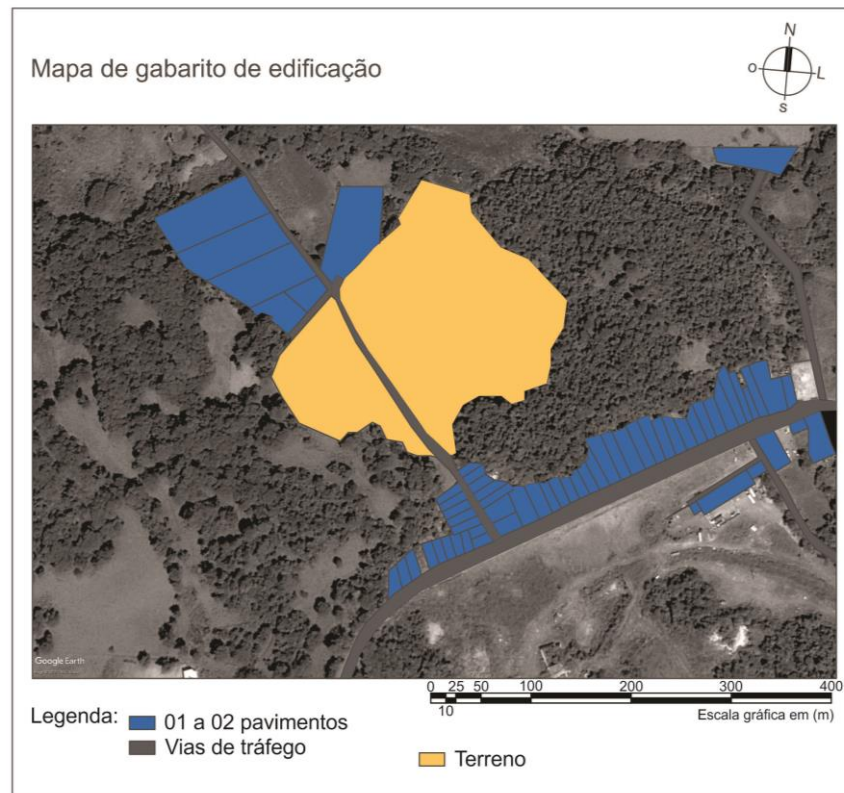 Mapa de gabarito de edificação
N
O
L
S
Google Earth
0 25 50 100 200 300 400
10
Escala gráfica em (m)
Legenda:
01 a 02 pavimentos
Vias de tráfego
Terreno